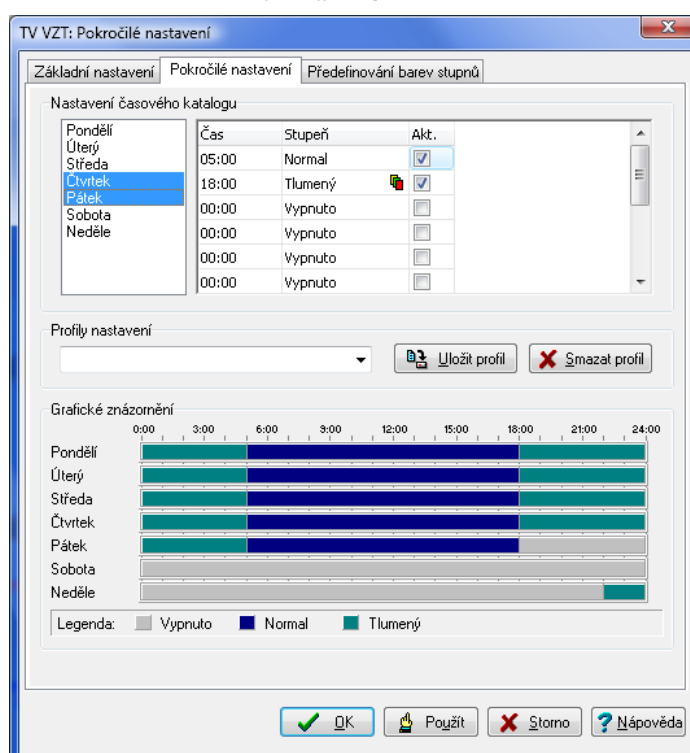 TV VZT: Pokročilé nastavení
Základní nastavení Pokročilé nastavení Předefinování barev stupnů
Nastavení časového katalogu
Pondělí
Úterý
Středa
Čtvrtek
Pátek
Sobota
Neděle
Čas Stupeň Akt.
05:00 Normal
18:00 Tlumený
00:00 Vypnuto
00:00 Vypnuto
00:00 Vypnuto
00:00 Vypnuto
Profily nastavení
Uložit profil Smazat profil
Grafické znázornění
0:00 3:00 6:00 9:00 12:00 15:00 18:00 21:00 24:00
Pondělí
Úterý
Středa
Čtvrtek
Pátek
Sobota
Neděle
Legenda: Vypnuto Normal Tlumený
OK Použít Storno Nápověda